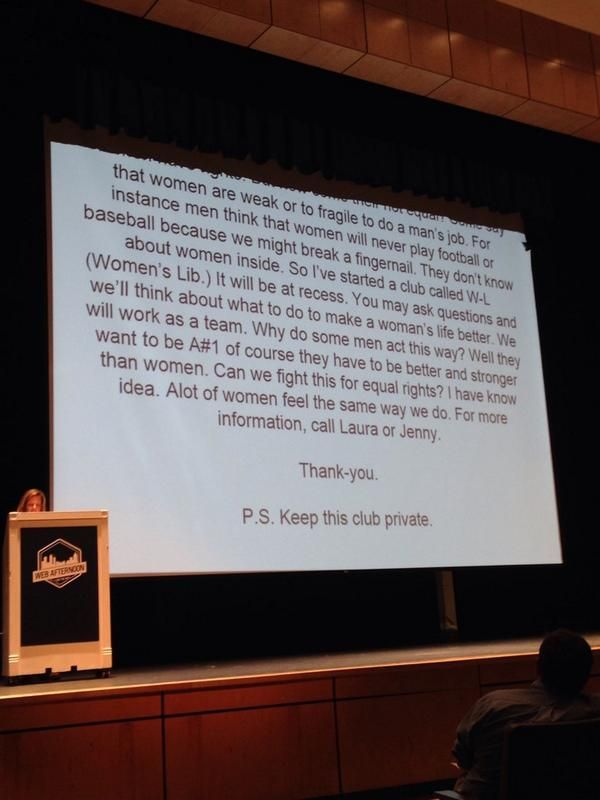 that women are weak or to fragile to do a man's job. For
instance men think that women will never play football or
baseball because we might break a fingernail. They don't know
about women inside. So I've started a club called W-L
(Women's Lib.) It will be at recess. You may ask questions and
we'll think about what to do to make a woman's life better. We
will work as a team. Why do some men act this way? Well they
want to be A#1 of course they have to be better and stronger
than women. Can we fight this for equal rights? I have know
idea. Alot of women feel the same way we do. For more
information, call Laura or Jenny.
Thank-you.
P.S. Keep this club private.
WEB AFTERNOON